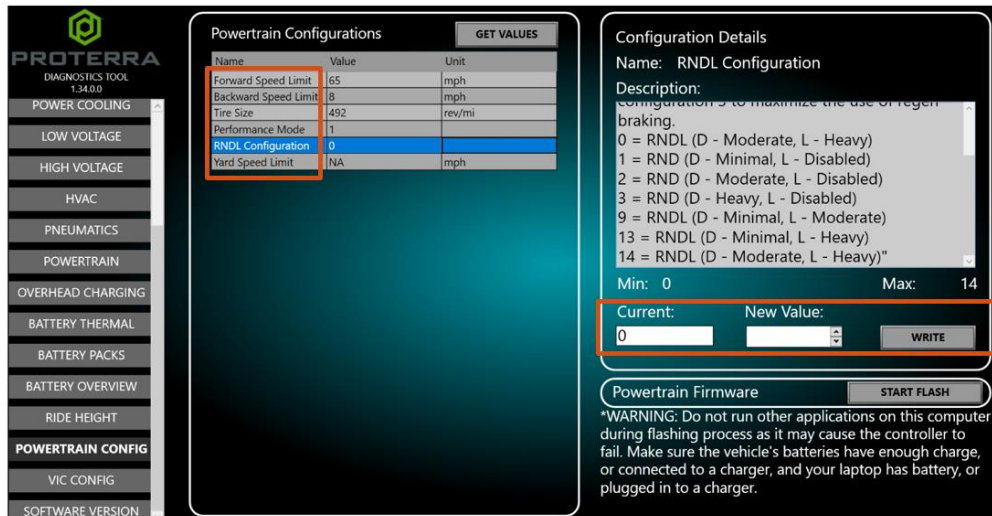 PROTERRA
DIAGNOSTICS TOOL
1.34.0.0
POWER COOLING
LOW VOLTAGE
HIGH VOLTAGE
HVAC
PNEUMATICS
POWERTRAIN
OVERHEAD CHARGING
BATTERY THERMAL
BATTERY PACKS
BATTERY OVERVIEW
RIDE HEIGHT
POWERTRAIN CONFIG
VIC CONFIG
SOFTWARE VERSION
Powertrain Configurations GET VALUES
Name Value Unit
Forward Speed Limit 65 mph
Backward Speed Limit 8 mph
Tire Size 492 rev/mi
Performance Mode 1
RNDL Configuration 0
Yard Speed Limit NA mph
Configuration Details
Name: RNDL Configuration
Description:
configuration 3 to maximize the use of regen
braking.
0 = RNDL (D - Moderate, L - Heavy)
1 = RND (D - Minimal, L - Disabled)
2 = RND (D - Moderate, L - Disabled)
3 = RND (D - Heavy, L - Disabled)
9 = RND (D - Minimal, L - Moderate)
13 = RNDL (D - Minimal, L - Heavy)
14 = RNDL (D - Moderate, L - Heavy)"
Min: 0 Max: 14
Current: New Value:
0 WRITE
Powertrain Firmware START FLASH
*WARNING: Do not run other applications on this computer
during flashing process as it may cause the controller to
fail. Make sure the vehicle's batteries have enough charge,
or connected to a charger, and your laptop has battery, or
plugged in to a charger.